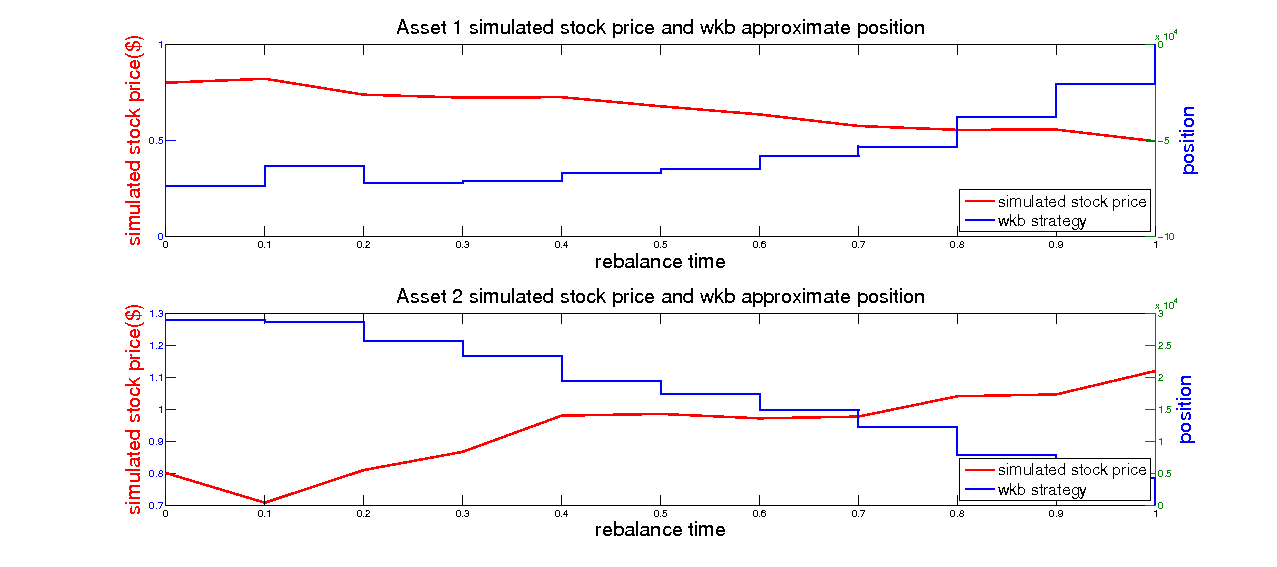 Asset 1 simulated stock price and wkb approximate position
x 10^4
1
0.5
0
simulated stock price($)
0
-5
-10
position
simulated stock price
wkb strategy
0 0.1 0.2 0.3 0.4 0.5 0.6 0.7 0.8 0.9 1
rebalance time
Asset 2 simulated stock price and wkb approximate position
x 10^4
1.3
1.2
1.1
1
0.9
0.8
0.7
simulated stock price($)
3
2.5
2
1.5
1
0.5
0
position
simulated stock price
wkb strategy
0 0.1 0.2 0.3 0.4 0.5 0.6 0.7 0.8 0.9 1
rebalance time